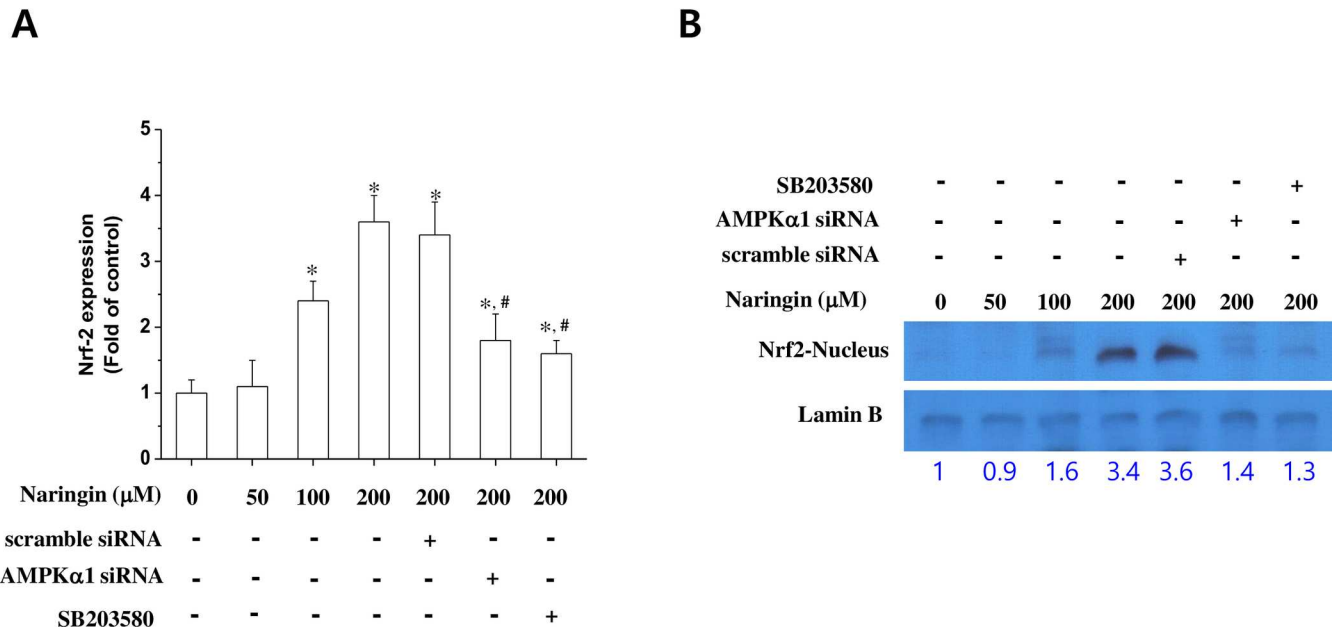 A
B
5
4
3
2
1
0
Nrf-2 expression
(Fold of control)
*
*
*
*, #
*, #
Naringin (μM) 0 50 100 200 200 200 200
scramble siRNA - - - - + - -
AMPKα1 siRNA - - - - - + -
SB203580 - - - - - - +
SB203580 - - - - - - +
AMPKα1 siRNA - - - - - + -
scramble siRNA - - - - + - -
Naringin (μM) 0 50 100 200 200 200 200
Nrf2-Nucleus
Lamin B
1 0.9 1.6 3.4 3.6 1.4 1.3